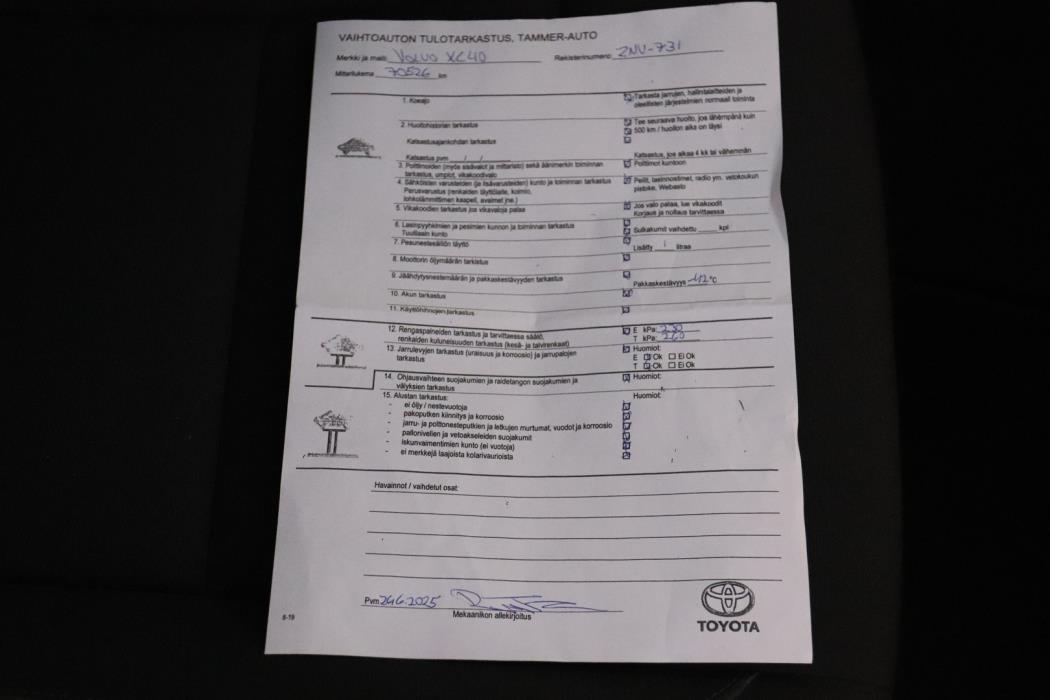 VAIHTOAUTON TULOTARKASTUS, TAMMER-AUTO
Merkki ja malli Volvo XC40 Rekisterinumero: ZNV-731
Mittarilukema 70526 km
1. Koeajo
Tarkasta jarrujen, hallintalaitteiden ja
oleellisten järjestelmien normaali toiminta
2. Huoltohistorian tarkastus
Tee seuraava huolto, jos lähempänä kuin
500 km / huollon aika on täysi
Katsastusajankohdan tarkastus
Katsastus pvm / /
Katsastus, jos aikaa 4 kk tai vähemmän
3. Polttimoiden (myös sisävalot ja mittaristo) sekä äänimerkin toiminnan
tarkastus, umpiot, vikakoodivalo
Polttimot kuntoon
4. Sähköisten varusteiden (ja lisävarusteiden) kunto ja toiminnan tarkastus
Perusvarustus (renkaiden täyttölaite, kolmio,
lohkolämmittimen kaapeli, avaimet jne.)
Peilit, lasinnostimet, radio ym. vetokoukun
pistoke, Webasto
5. Vikakoodien tarkastus jos vikavaloja palaa
Jos valo palaa, lue vikakoodit
Korjaus ja nollaus tarvittaessa
6. Lasinpyyhkimien ja pesimien kunnon ja toiminnan tarkastus
Tuulilasin kunto
Sulkakumit vaihdettu kpl
7. Pesunestesäiliön täyttö
Lisätty 1 litraa
8. Moottorin öljymäärän tarkistus
9. Jäähdytysnestemäärän ja pakkaskestävyyden tarkastus
Pakkaskestävyys -42 °C
10. Akun tarkastus
11. Käyttöhihnojen tarkastus
12. Rengaspaineiden tarkastus ja tarvittaessa säätö,
renkaiden kuluneisuuden tarkastus (kesä- ja talvirenkaat)
E kPa: 250
T kPa: 260
13. Jarrulevyjen tarkastus (uraisuus ja korroosio) ja jarrupalojen
tarkastus
Huomiot:
E Ok Ei Ok
T Ok Ei Ok
14. Ohjausvaihteen suojakumien ja raidetangon suojakumien ja
välyksien tarkastus
Huomiot:
15. Alustan tarkastus:
Huomiot:
- ei öljy / nestevuotoja
- pakoputken kiinnitys ja korroosio
- jarru- ja polttonesteputkien ja letkujen murtumat, vuodot ja korroosio
- pallonivelien ja vetoakseleiden suojakumit
- iskunvaimentimien kunto (ei vuotoja)
- ei merkkejä laajoista kolarivaurioista
Havainnot / vaihdetut osat:
Pvm 24.6.2025
Mekaanikon allekirjoitus
8-19
TOYOTA